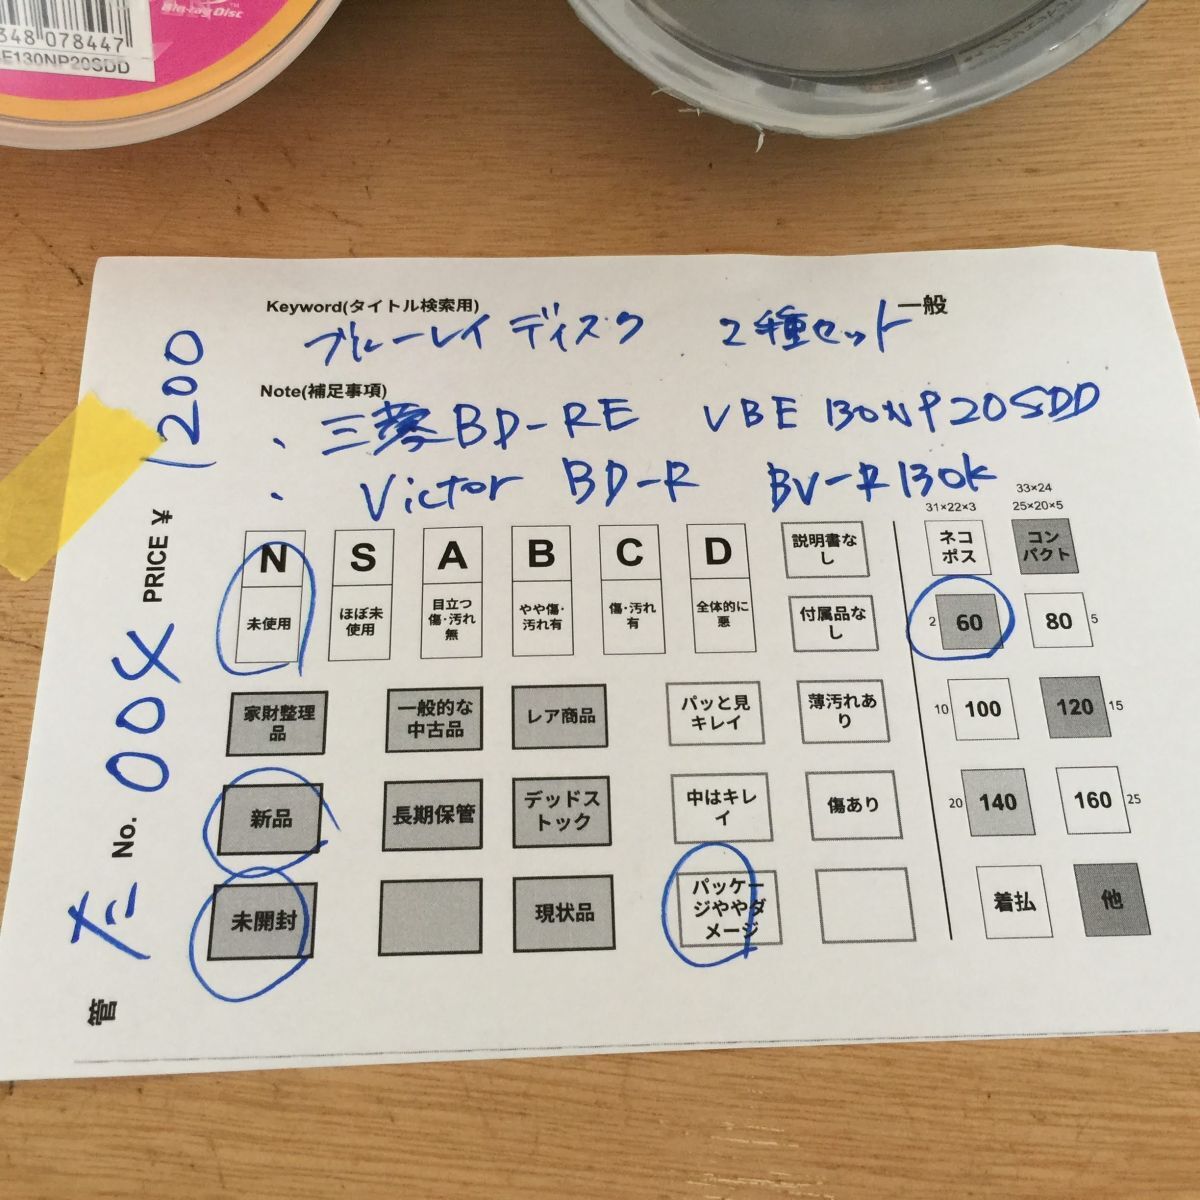 Blu-ray Disc
348 078447
E130NP20SDD
Keyword(タイトル検索用)
一般
ブルーレイディスク 2種セット
Note(補足事項)
、三菱BD-RE VBE130NP20SDD
、Victor BD-R BV-R130K
PRICE ¥ 1200
管 No.
33×24
31×22×3 25×20×5
N S A B C D
未使用
ほぼ未使用
目立つ傷・汚れ無
やや傷・汚れ有
傷・汚れ有
全体的に悪
説明書なし
付属品なし
ネコポス
コンパクト
2 60 80 5
家財整理品
一般的な中古品
レア商品
パッと見キレイ
薄汚れあり
10 100 120 15
新品
長期保管
デッドストック
中はキレイ
傷あり
20 140 160 25
未開封
現状品
パッケージややダメージ
着払
他